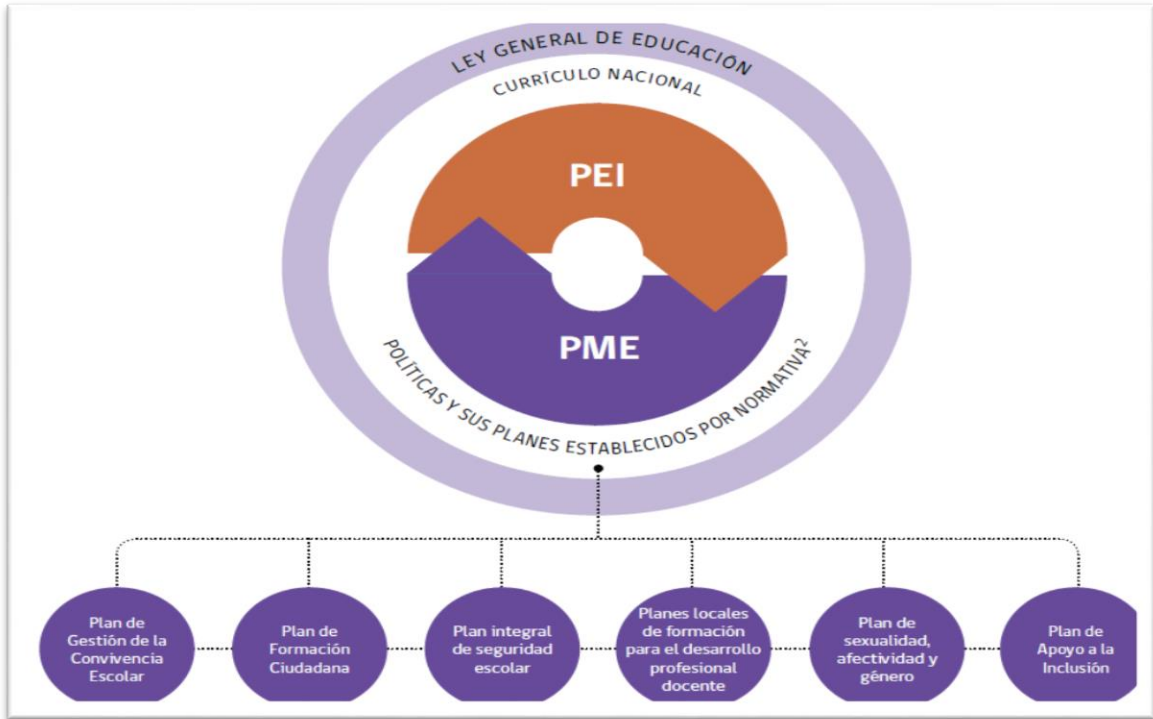 LEY GENERAL DE EDUCACIÓN
CURRÍCULO NACIONAL
PEI
PME
POLÍTICAS Y SUS PLANES ESTABLECIDOS POR NORMATIVA²
Plan de
Gestión de la
Convivencia
Escolar
Plan de
Formación
Ciudadana
Plan integral
de seguridad
escolar
Planes locales
de formación
para el desarrollo
profesional
docente
Plan de
sexualidad,
afectividad y
género
Plan de
Apoyo a la
Inclusión